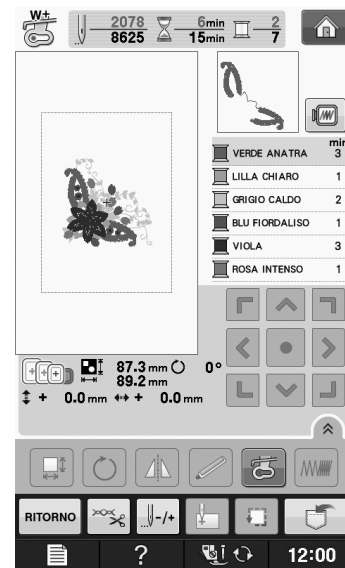 W+
2078 6min 2
8625 15min 7
min
VERDE ANATRA 3
LILLA CHIARO 1
GRIGIO CALDO 2
BLU FIORDALISO 1
VIOLA 3
ROSA INTENSO 1
87.3 mm 0°
89.2 mm
+ 0.0 mm + 0.0 mm
RITORNO -/+
? 12:00